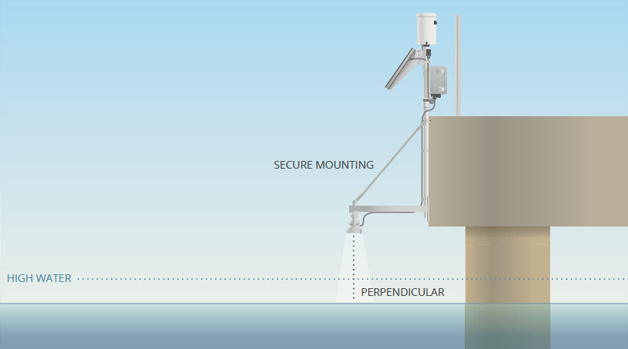 SECURE MOUNTING
HIGH WATER
PERPENDICULAR